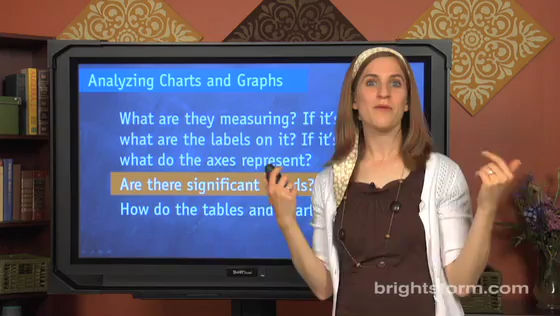 Analyzing Charts and Graphs
What are they measuring? If it's
what are the labels on it? If it's
what do the axes represent?
Are there significant
How do the tables and
brightstorm.com